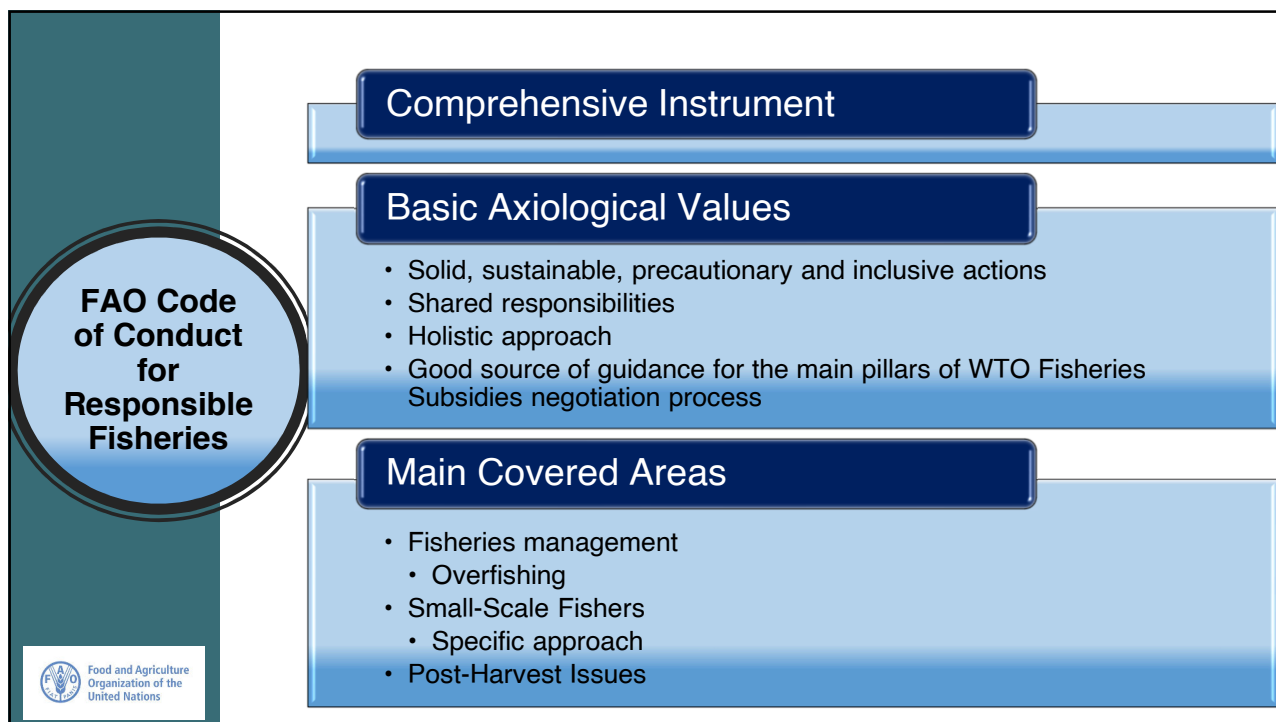 FAO Code
of Conduct
for
Responsible
Fisheries
Comprehensive Instrument
Basic Axiological Values
• Solid, sustainable, precautionary and inclusive actions
• Shared responsibilities
• Holistic approach
• Good source of guidance for the main pillars of WTO Fisheries
Subsidies negotiation process
Main Covered Areas
• Fisheries management
• Overfishing
• Small-Scale Fishers
• Specific approach
• Post-Harvest Issues
F A O
FIAT PANIS
Food and Agriculture
Organization of the
United Nations